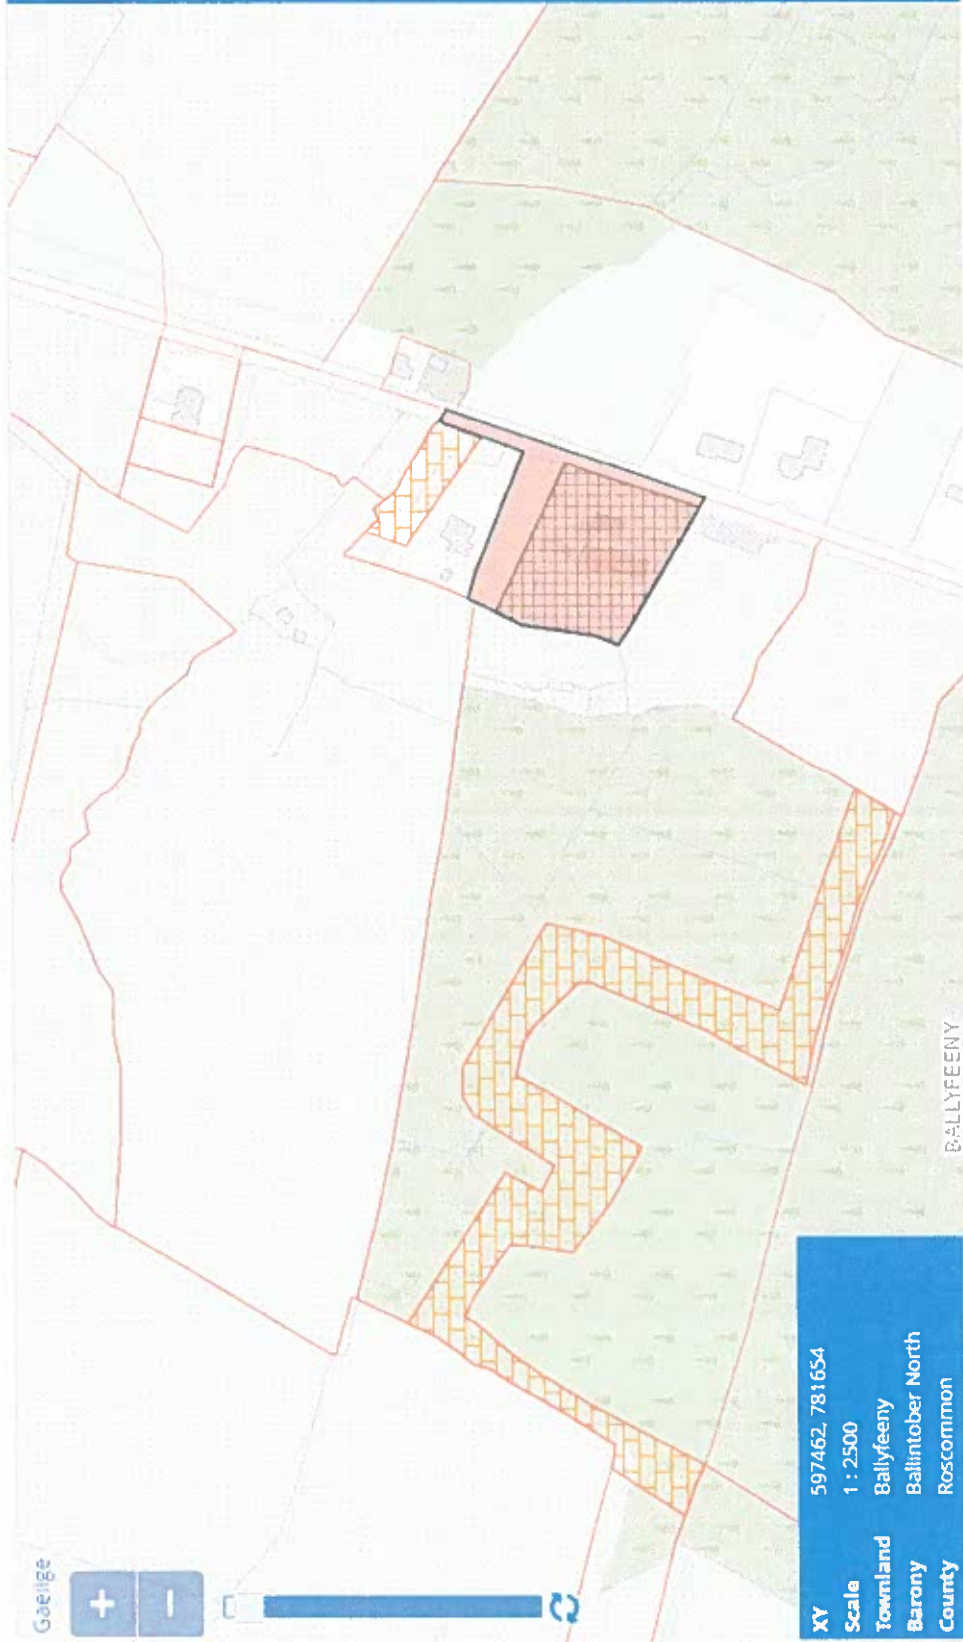 Gaeilge
+
−
XY 597462, 781654
Scale 1 : 2500
Townland Ballyfeeny
Barony Ballintober North
County Roscommon
BALLYFEENY